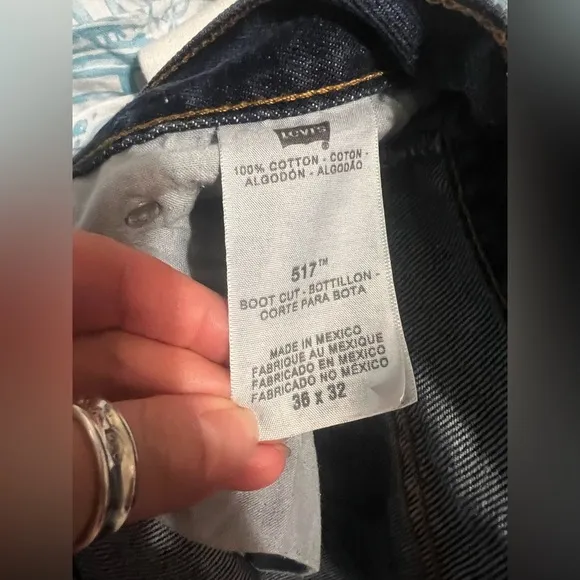 LEVI'S
®
100% COTTON - COTON -
ALGODÓN - ALGODÃO
517™
BOOT CUT - BOTTILLON -
CORTE PARA BOTA
MADE IN MEXICO
FABRIQUE AU MEXIQUE
FABRICADO EN MÉXICO
FABRICADO NO MÉXICO
36 X 32